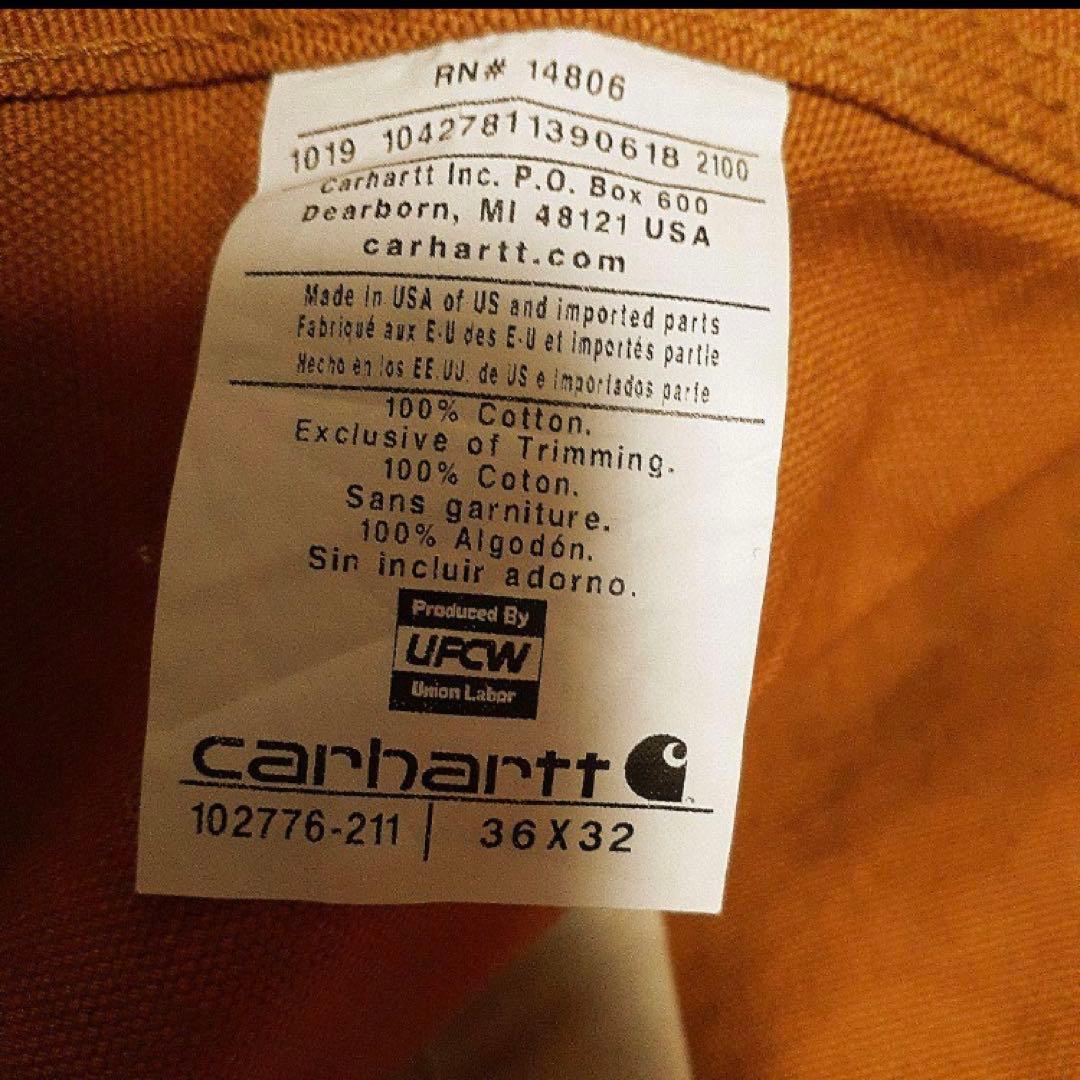 RN# 14806
1019 10427811390618 2100
Carhartt Inc. P.O. Box 600
Dearborn, MI 48121 USA
carhartt.com
Made in USA of US and imported parts
Fabriqué aux E-U des E-U et importés partie
Hecho en los EE.UU. de US e importados parte
100% Cotton.
Exclusive of Trimming.
100% Coton.
Sans garniture.
100% Algodón.
Sin incluir adorno.
Produced By
UFCW
Union Labor
carhartt
102776-211 | 36 X 32